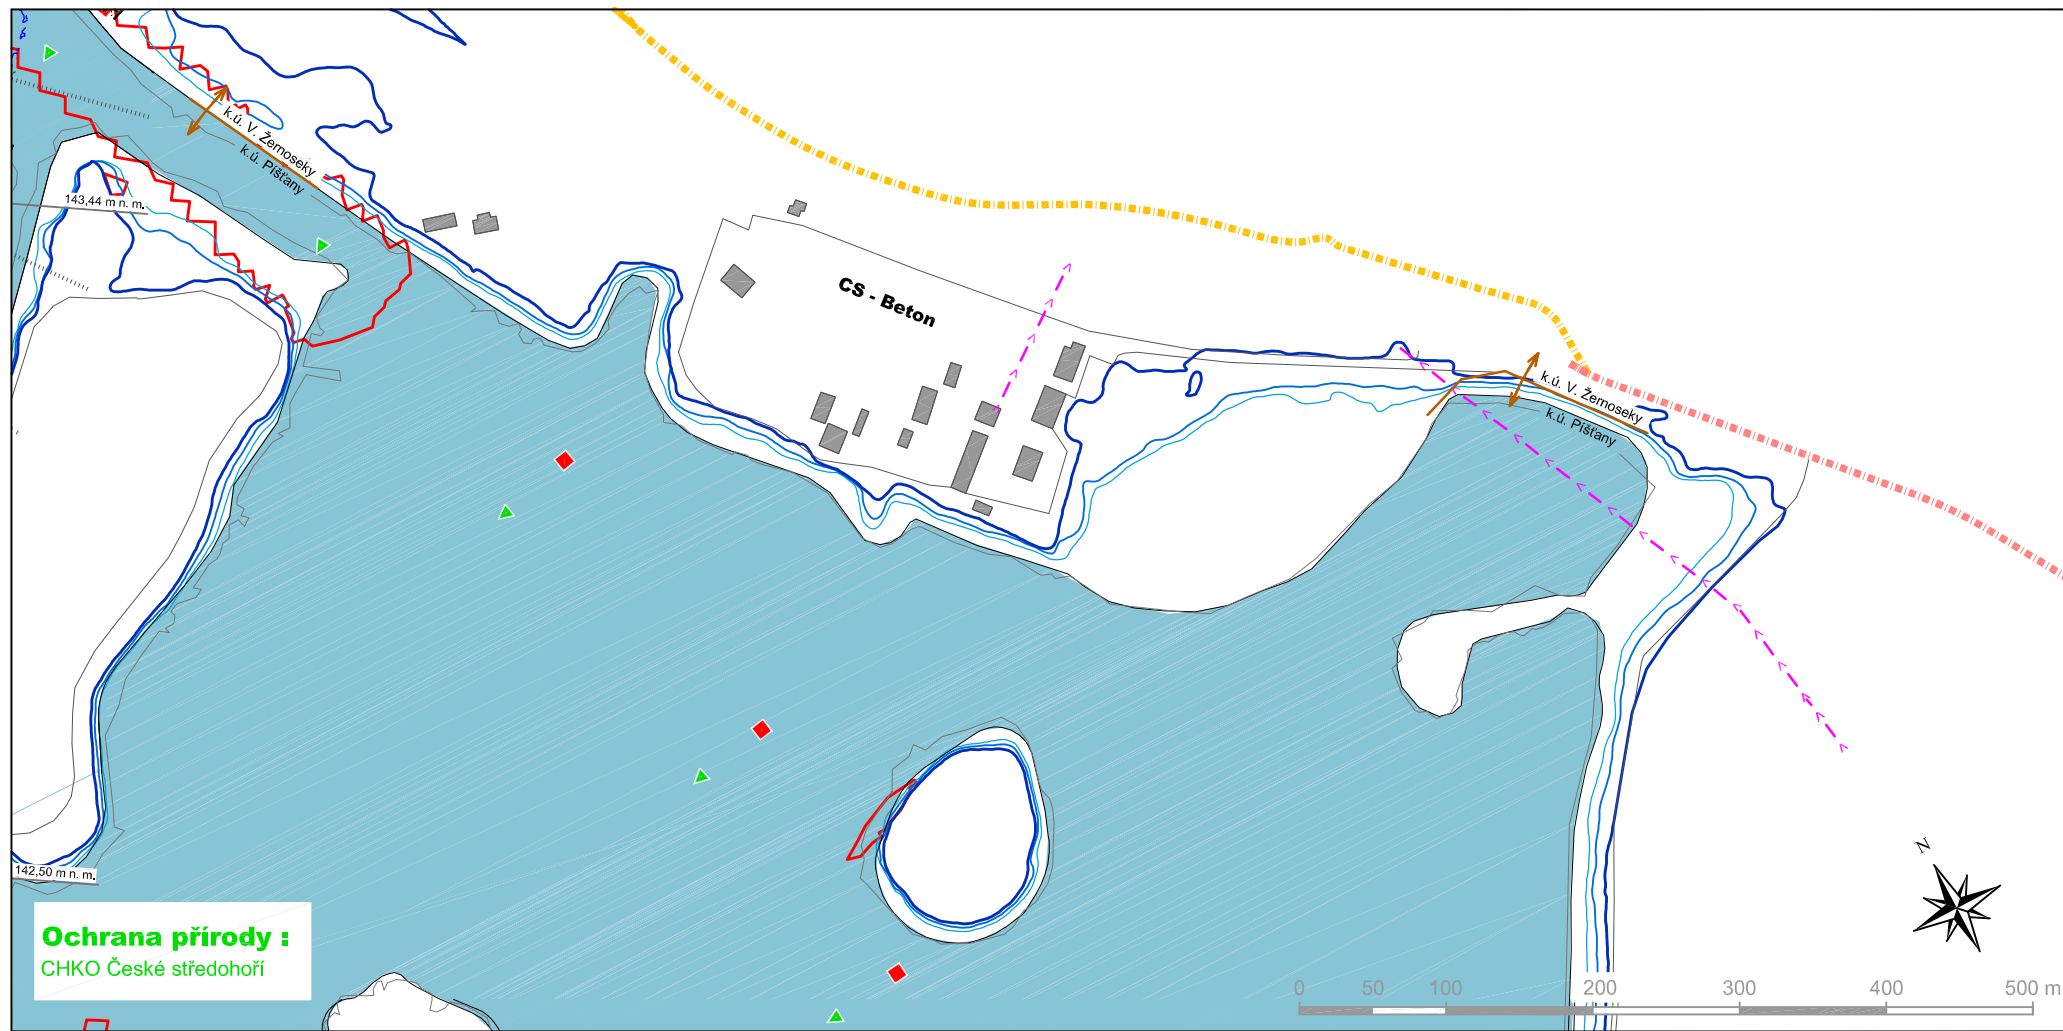 k.ú. V. Žernoseky
k.ú. Píšťany
143,44 m n. m.
CS - Beton
k.ú. V. Žernoseky
k.ú. Píšťany
142,50 m n. m.
N
Ochrana přírody :
CHKO České středohoří
0 50 100 200 300 400 500 m